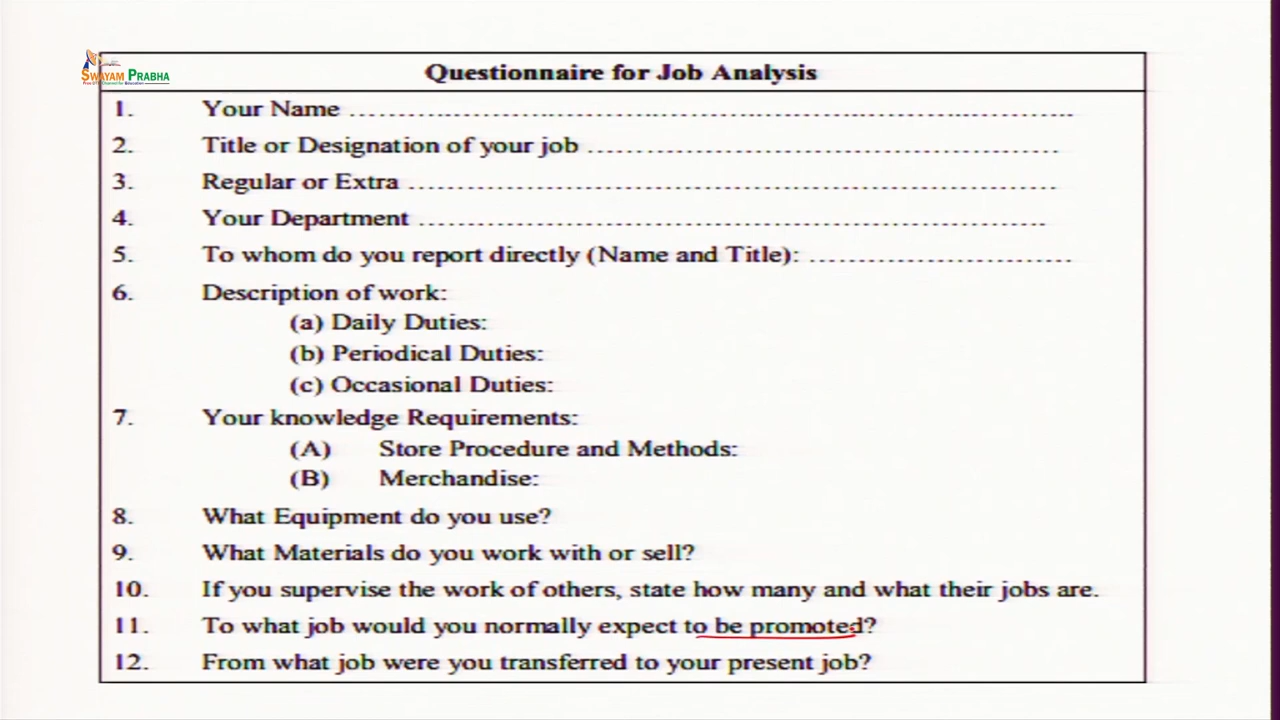 SWAYAM PRABHA
Questionnaire for Job Analysis
1. Your Name ……………………………………………………………
2. Title or Designation of your job ………………………………………
3. Regular or Extra ………………………………………………………
4. Your Department ………………………………………………………
5. To whom do you report directly (Name and Title): ………………………
6. Description of work:
(a) Daily Duties:
(b) Periodical Duties:
(c) Occasional Duties:
7. Your knowledge Requirements:
(A) Store Procedure and Methods:
(B) Merchandise:
8. What Equipment do you use?
9. What Materials do you work with or sell?
10. If you supervise the work of others, state how many and what their jobs are.
11. To what job would you normally expect to be promoted?
12. From what job were you transferred to your present job?